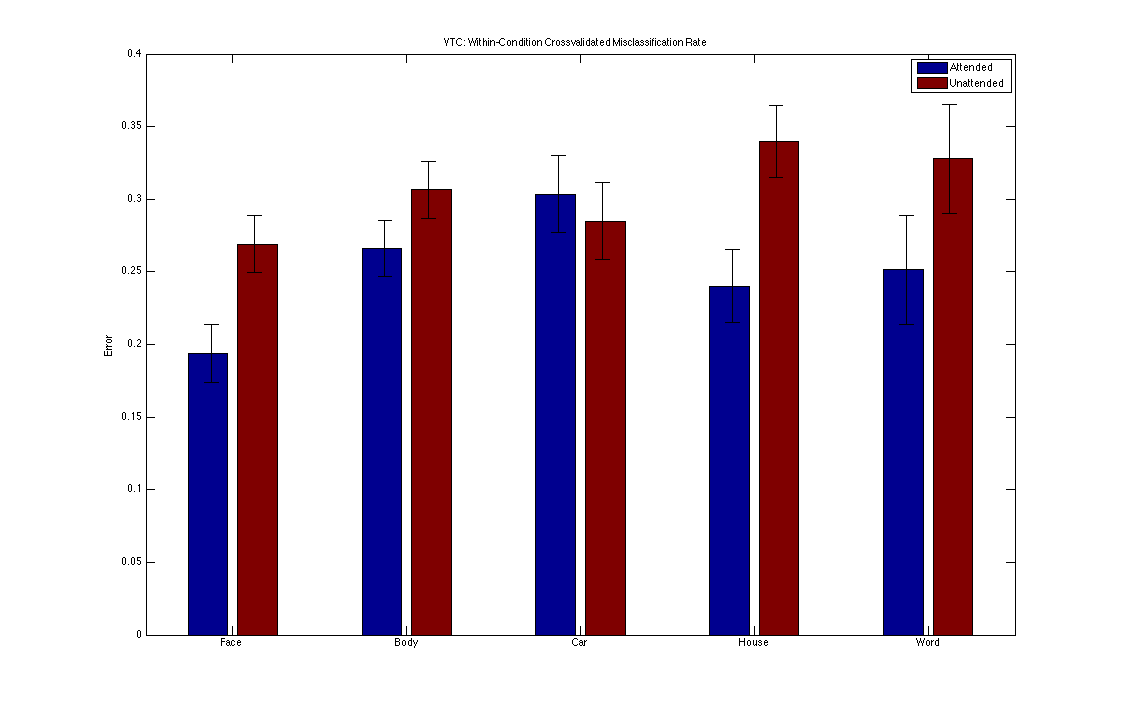 VTC: Within-Condition Crossvalidated Misclassification Rate
0.4
Attended
Unattended
0.35
0.3
0.25
0.2
Error
0.15
0.1
0.05
0
Face Body Car House Word